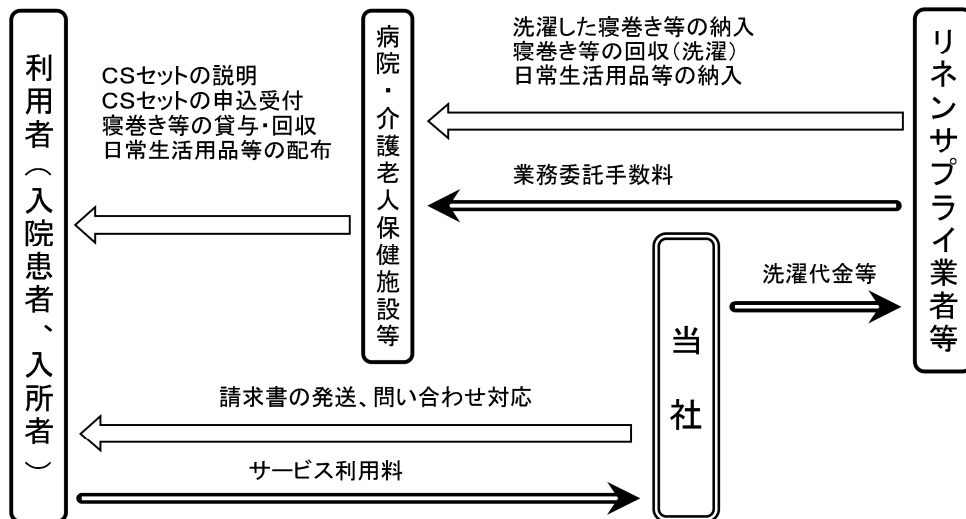 利用者（入院患者、入所者）
CSセットの説明
CSセットの申込受付
寝巻き等の貸与・回収
日常生活用品等の配布
病院・介護老人保健施設等
洗濯した寝巻き等の納入
寝巻き等の回収（洗濯）
日常生活用品等の納入
業務委託手数料
リネンサプライ業者等
洗濯代金等
当社
請求書の発送、問い合わせ対応
サービス利用料